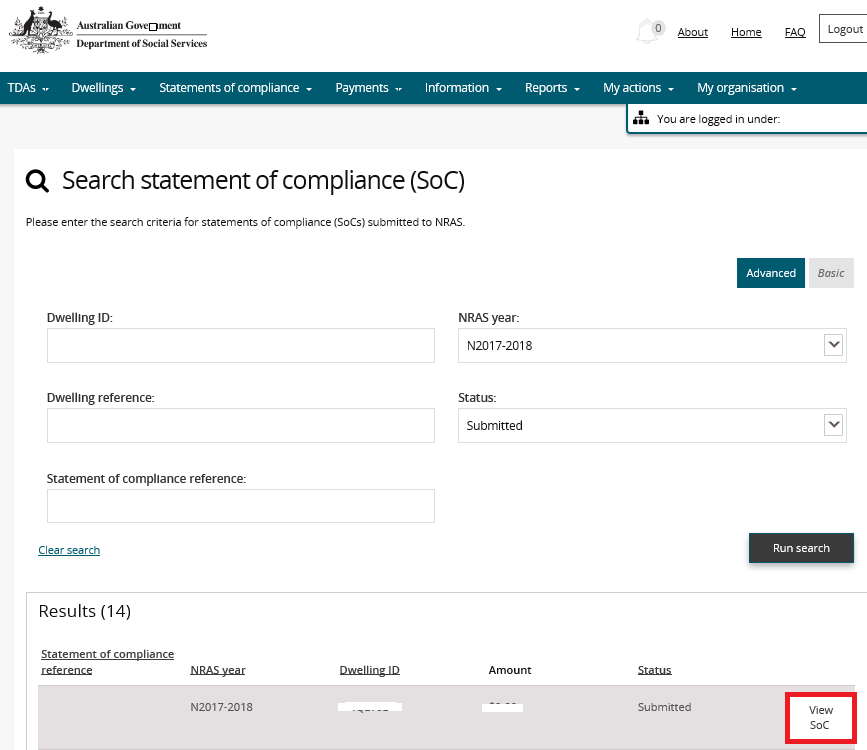 Australian Government
Department of Social Services
0
About
Home
FAQ
Logout
TDAs
Dwellings
Statements of compliance
Payments
Information
Reports
My actions
My organisation
You are logged in under:
Search statement of compliance (SoC)
Please enter the search criteria for statements of compliance (SoCs) submitted to NRAS.
Advanced
Basic
Dwelling ID:
NRAS year:
N2017-2018
Dwelling reference:
Status:
Submitted
Statement of compliance reference:
Clear search
Run search
Results (14)
Statement of compliance
reference
NRAS year
Dwelling ID
Amount
Status
N2017-2018
Submitted
View
SoC